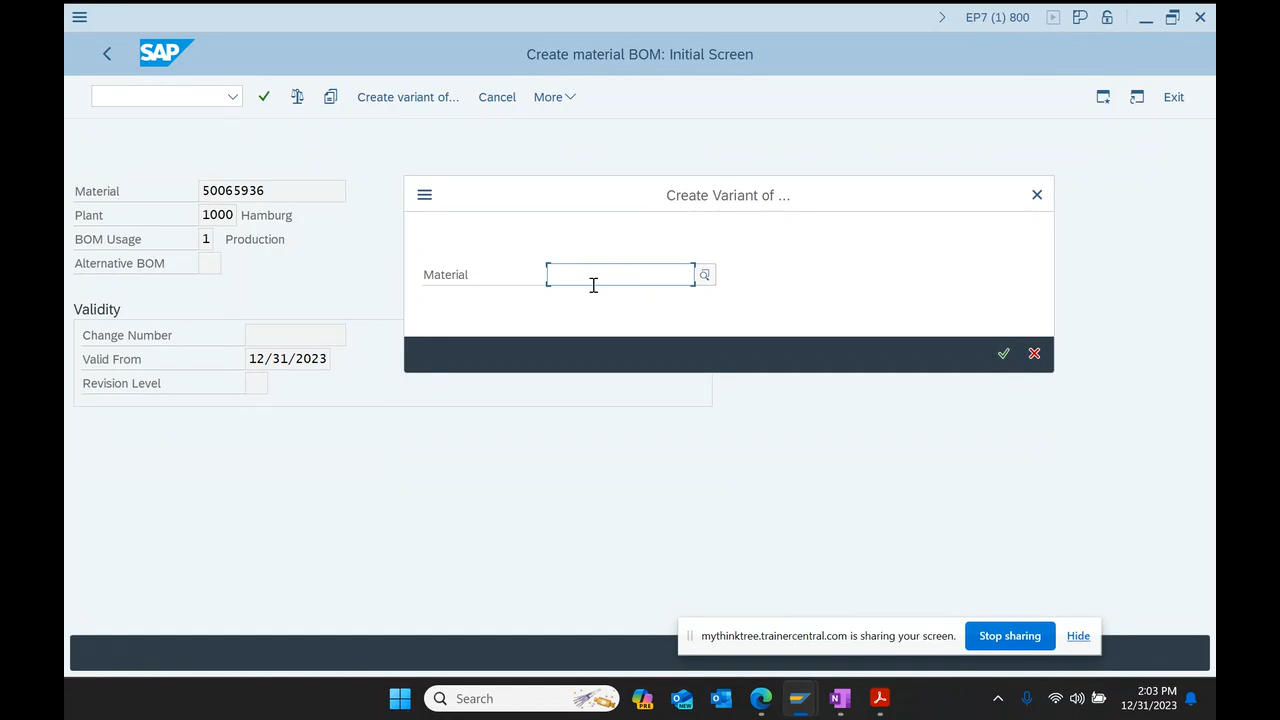 EP7 (1) 800
SAP
Create material BOM: Initial Screen
Create variant of...
Cancel
More
Exit
Material 50065936
Plant 1000 Hamburg
BOM Usage 1 Production
Alternative BOM
Validity
Change Number
Valid From 12/31/2023
Revision Level
Create Variant of ...
Material
mythinktree.trainercentral.com is sharing your screen.
Stop sharing
Hide
Search
PRE
NEW
N
2:03 PM
12/31/2023